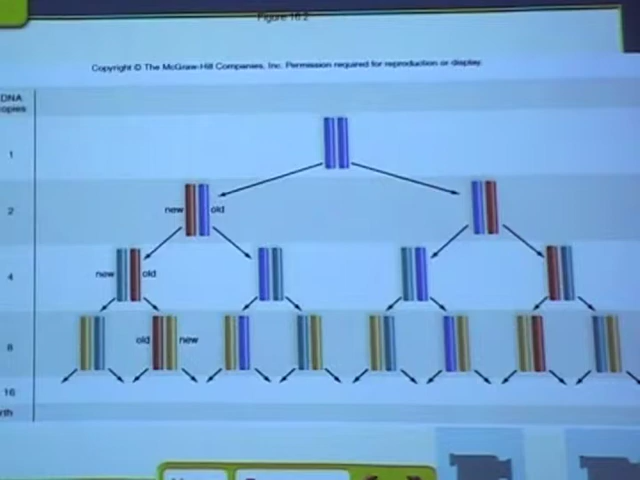 Figure 16.2
Copyright © The McGraw-Hill Companies, Inc. Permission required for reproduction or display.
DNA
copies
1
2
new old
4
new old
8
old new
16